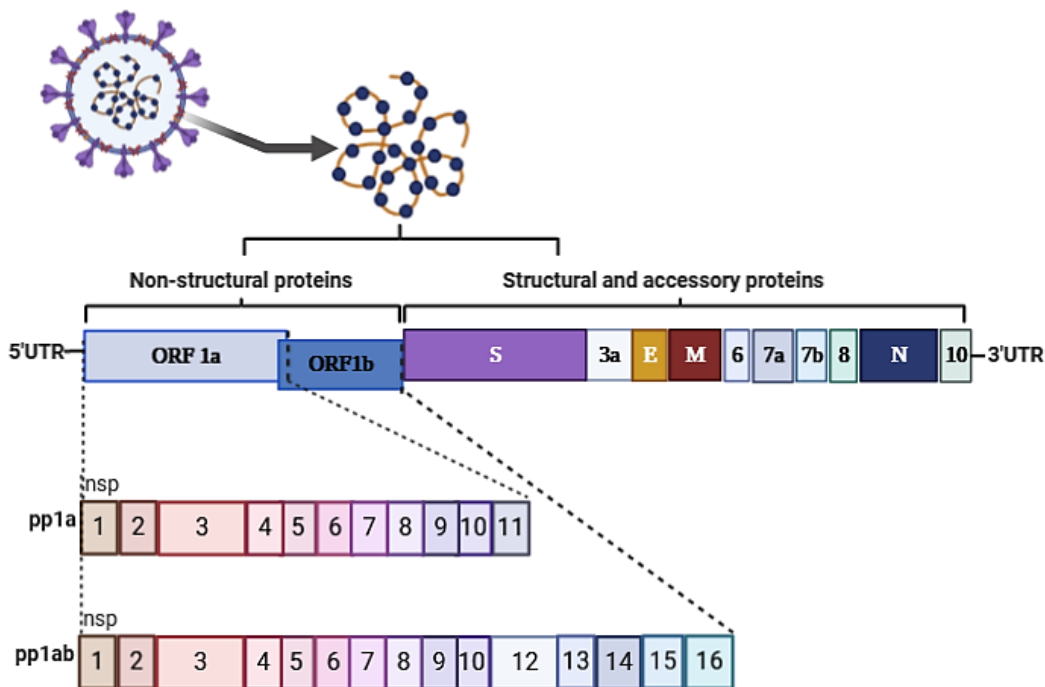 Non-structural proteins Structural and accessory proteins
5'UTR ORF 1a ORF1b S 3a E M 6 7a 7b 8 N 10 3'UTR
nsp
pp1a 1 2 3 4 5 6 7 8 9 10 11
nsp
pp1ab 1 2 3 4 5 6 7 8 9 10 12 13 14 15 16